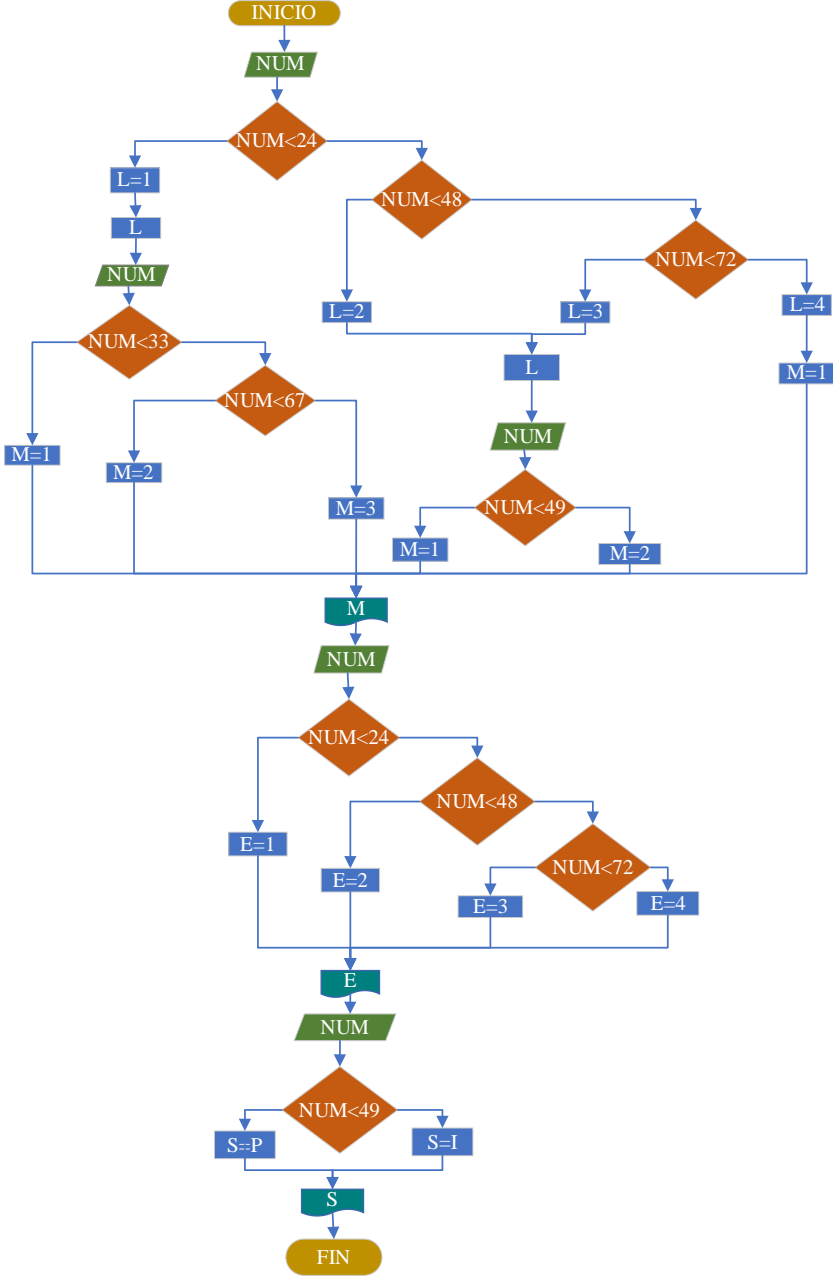 INICIO
NUM
NUM<24
L=1
NUM<48
L
NUM<72
NUM
L=2
L=3
L=4
NUM<33
L
M=1
NUM<67
NUM
M=1
M=2
M=3
NUM<49
M=1
M=2
M
NUM
NUM<24
NUM<48
E=1
NUM<72
E=2
E=3
E=4
E
NUM
NUM<49
S=P
S=I
S
FIN